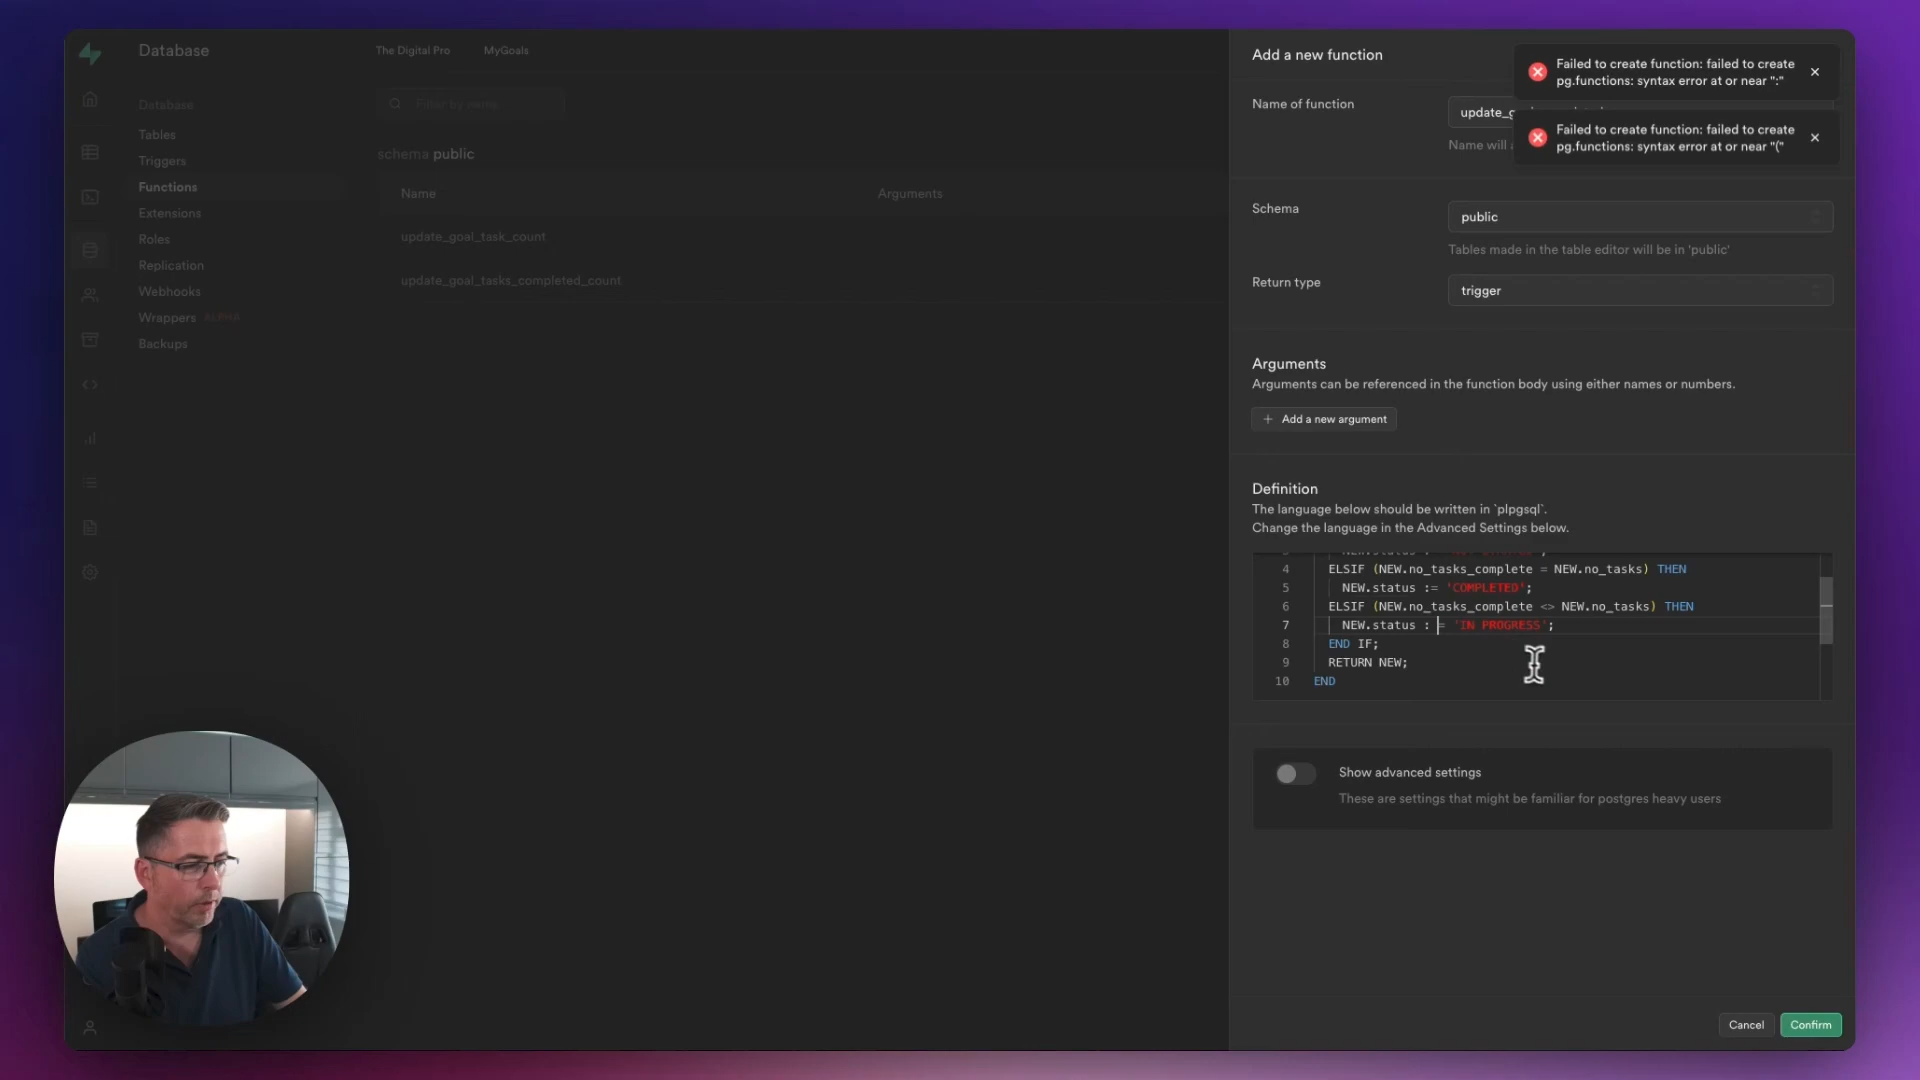 Database
The Digital Pro
MyGoals
Add a new function
Failed to create function: failed to create
pg.functions: syntax error at or near ":"
Failed to create function: failed to create
pg.functions: syntax error at or near "("
Database
Tables
Triggers
Functions
Extensions
Roles
Replication
Webhooks
Wrappers ALPHA
Backups
Filter by name
schema public
Name
Arguments
update_goal_task_count
update_goal_tasks_completed_count
Name of function
Name will
Schema
public
Tables made in the table editor will be in 'public'
Return type
trigger
Arguments
Arguments can be referenced in the function body using either names or numbers.
Add a new argument
Definition
The language below should be written in `plpgsql`.
Change the language in the Advanced Settings below.
4 ELSIF (NEW.no_tasks_complete = NEW.no_tasks) THEN
5 NEW.status := 'COMPLETED';
6 ELSIF (NEW.no_tasks_complete <> NEW.no_tasks) THEN
7 NEW.status : = 'IN PROGRESS';
8 END IF;
9 RETURN NEW;
10 END
Show advanced settings
These are settings that might be familiar for postgres heavy users
Cancel
Confirm